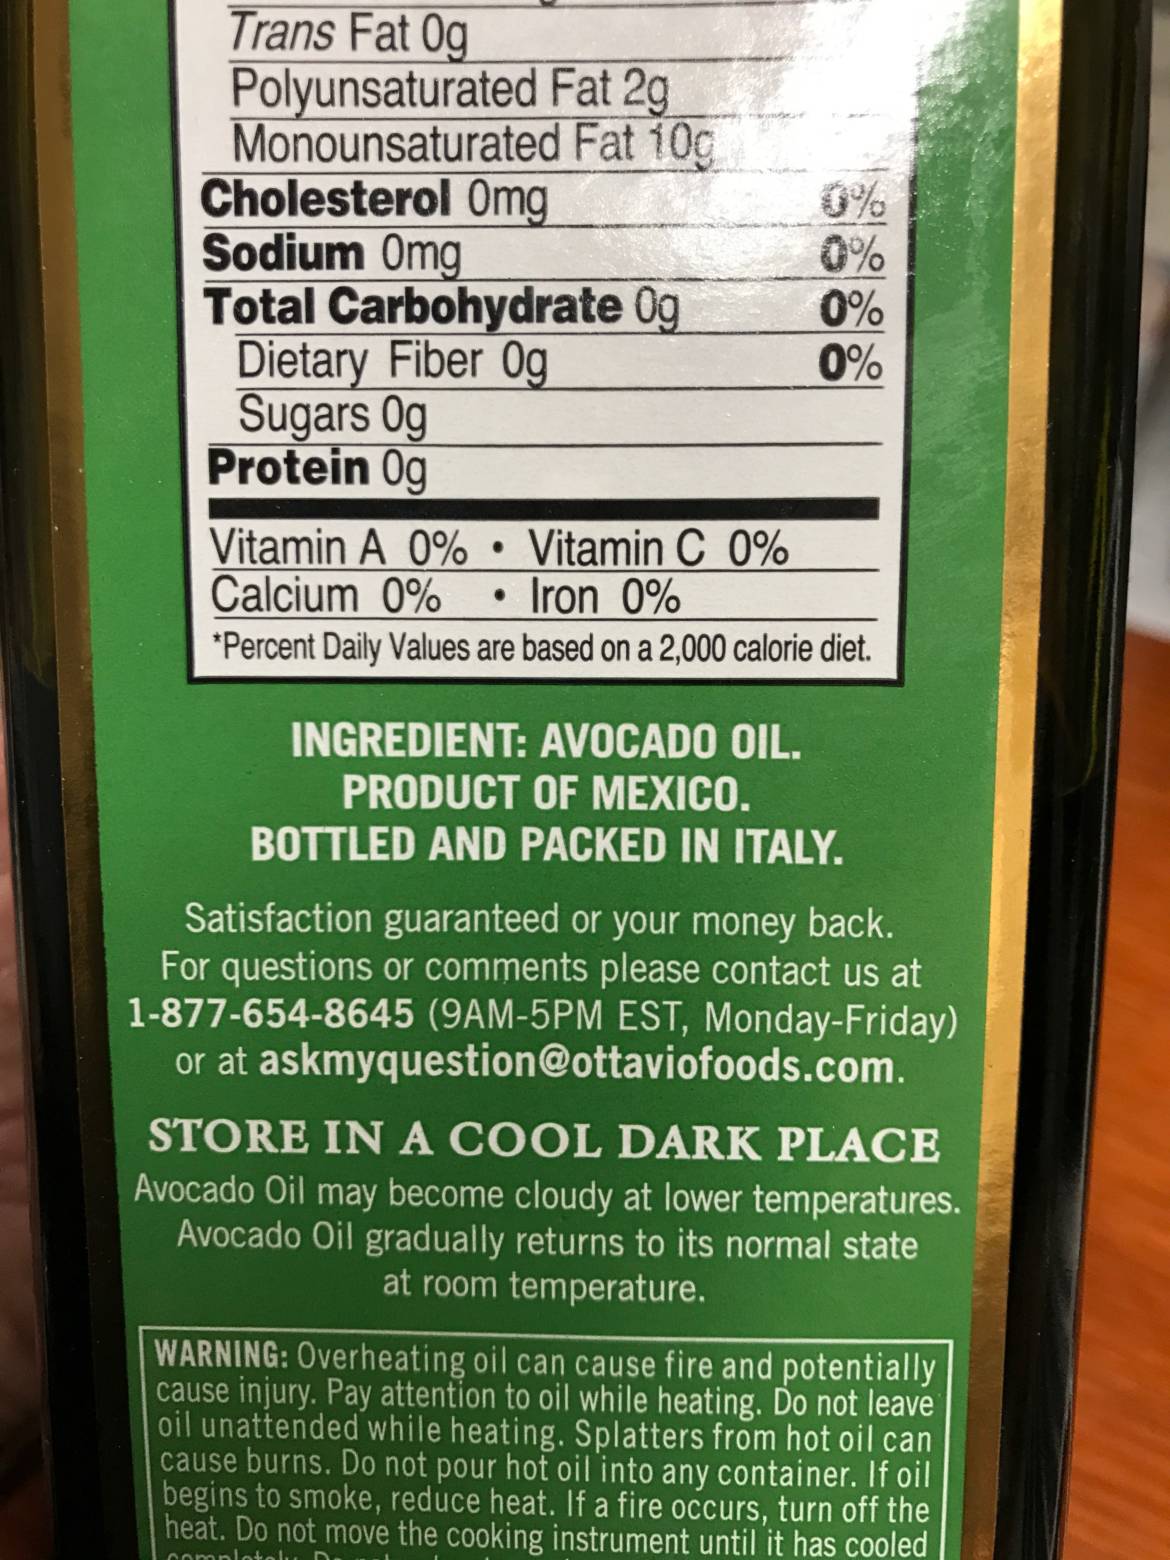 Trans Fat 0g
Polyunsaturated Fat 2g
Monounsaturated Fat 10g
Cholesterol 0mg 0%
Sodium 0mg 0%
Total Carbohydrate 0g 0%
Dietary Fiber 0g 0%
Sugars 0g
Protein 0g
Vitamin A 0% • Vitamin C 0%
Calcium 0% • Iron 0%
*Percent Daily Values are based on a 2,000 calorie diet.
INGREDIENT: AVOCADO OIL.
PRODUCT OF MEXICO.
BOTTLED AND PACKED IN ITALY.
Satisfaction guaranteed or your money back.
For questions or comments please contact us at
1-877-654-8645 (9AM-5PM EST, Monday-Friday)
or at askmyquestion@ottaviofoods.com.
STORE IN A COOL DARK PLACE
Avocado Oil may become cloudy at lower temperatures.
Avocado Oil gradually returns to its normal state
at room temperature.
WARNING: Overheating oil can cause fire and potentially
cause injury. Pay attention to oil while heating. Do not leave
oil unattended while heating. Splatters from hot oil can
cause burns. Do not pour hot oil into any container. If oil
begins to smoke, reduce heat. If a fire occurs, turn off the
heat. Do not move the cooking instrument until it has cooled